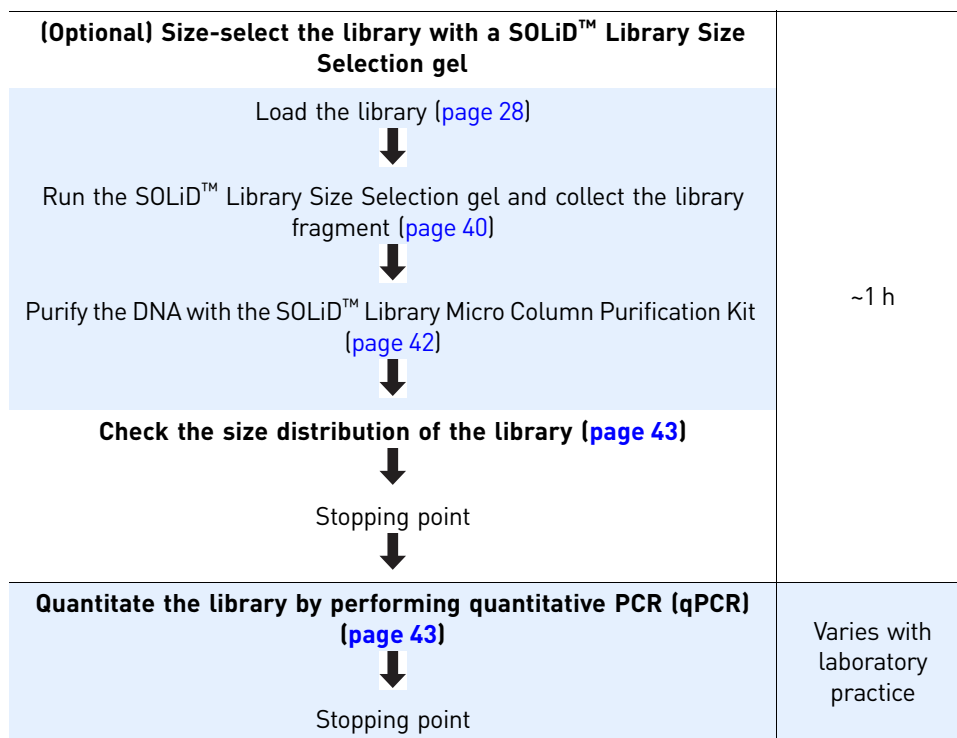 (Optional) Size-select the library with a SOLiD™ Library Size
Selection gel
Load the library (page 28)
Run the SOLiD™ Library Size Selection gel and collect the library
fragment (page 40)
Purify the DNA with the SOLiD™ Library Micro Column Purification Kit
(page 42)
Check the size distribution of the library (page 43)
Stopping point
~1 h
Quantitate the library by performing quantitative PCR (qPCR)
(page 43)
Stopping point
Varies with
laboratory
practice